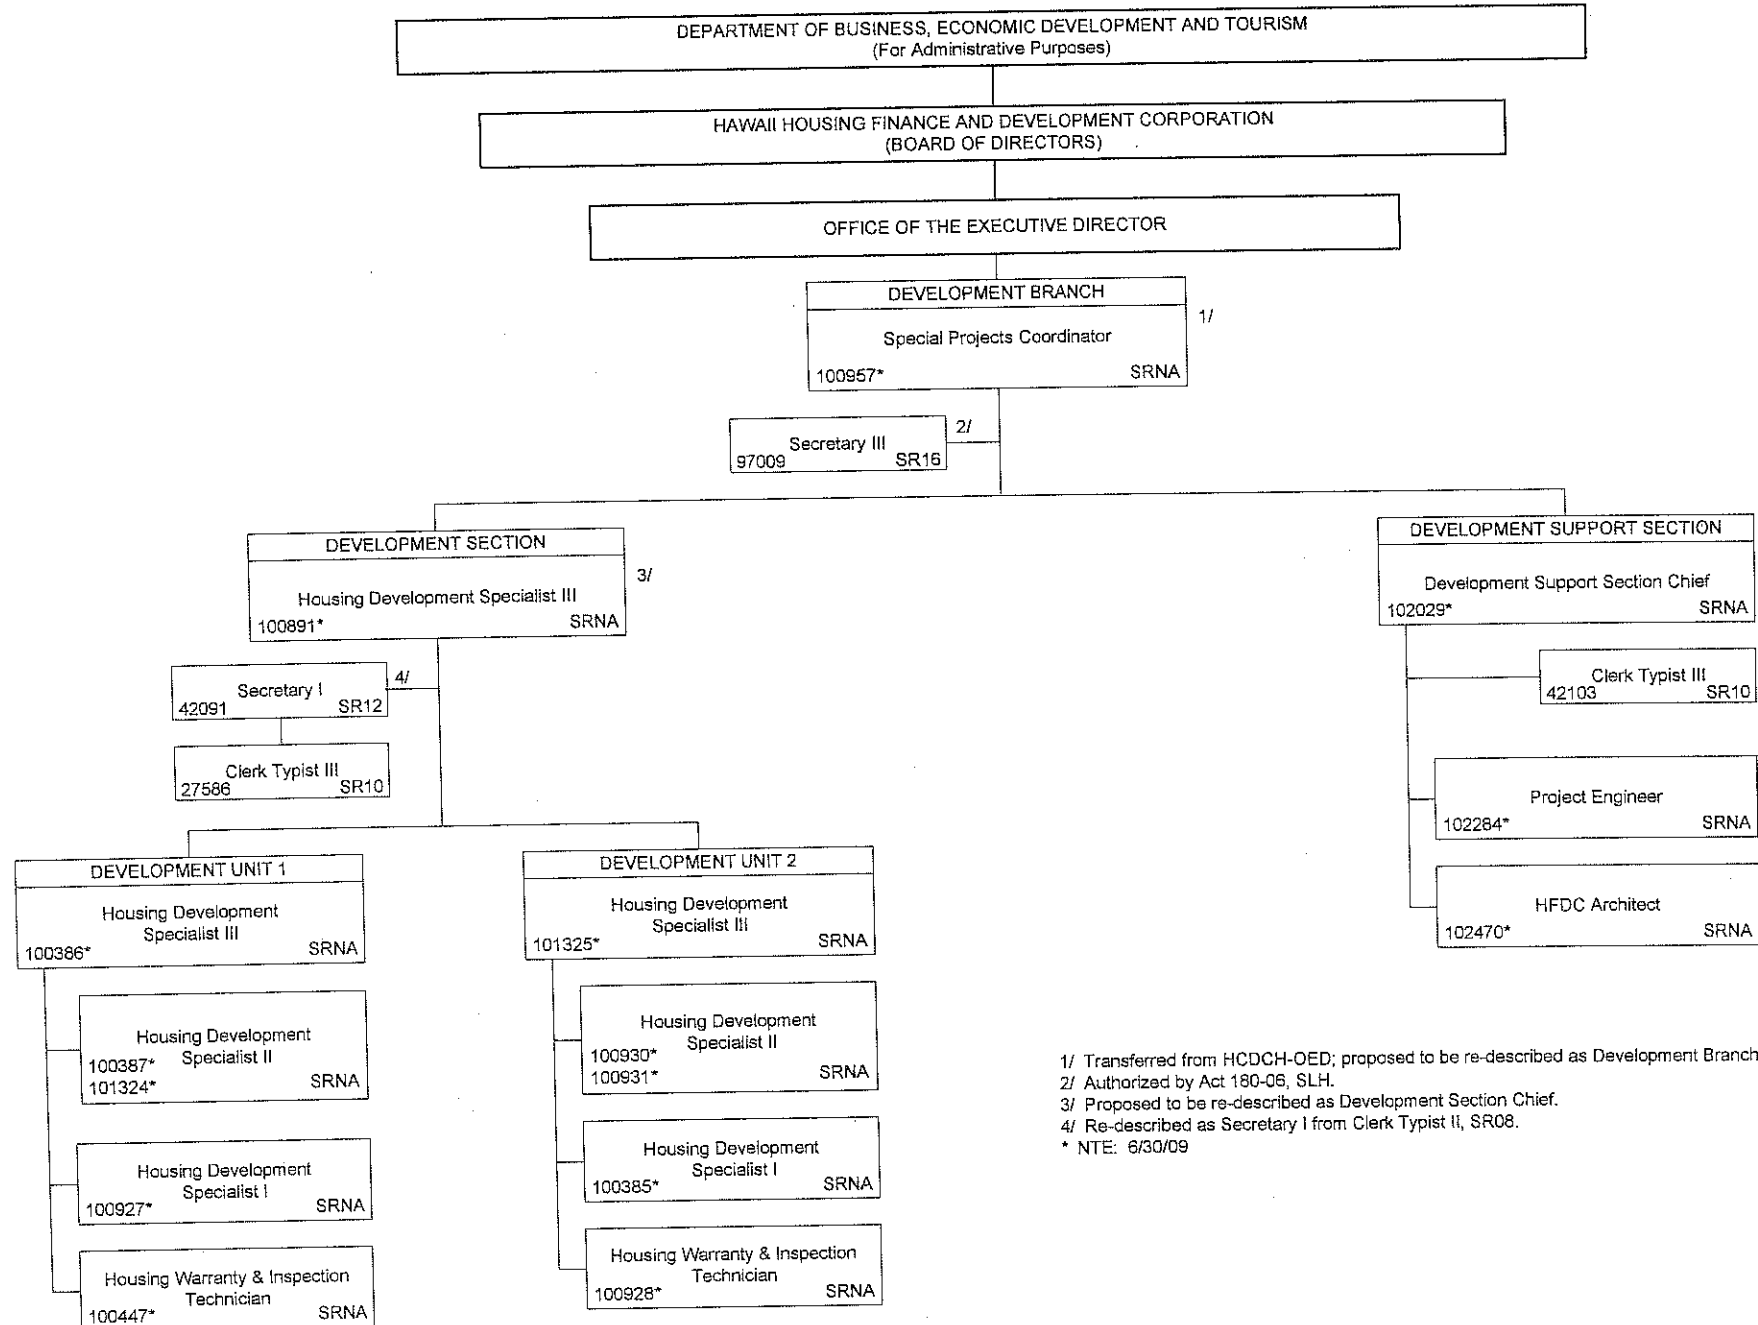 DEPARTMENT OF BUSINESS, ECONOMIC DEVELOPMENT AND TOURISM
(For Administrative Purposes)
HAWAII HOUSING FINANCE AND DEVELOPMENT CORPORATION
(BOARD OF DIRECTORS)
OFFICE OF THE EXECUTIVE DIRECTOR
DEVELOPMENT BRANCH
1/
Special Projects Coordinator
100957* SRNA
2/
Secretary III
97009 SR16
DEVELOPMENT SECTION
3/
Housing Development Specialist III
100891* SRNA
4/
Secretary I
42091 SR12
Clerk Typist III
27586 SR10
DEVELOPMENT UNIT 1
Housing Development
Specialist III
100386* SRNA
Housing Development
Specialist II
100387*
101324* SRNA
Housing Development
Specialist I
100927* SRNA
Housing Warranty & Inspection
Technician
100447* SRNA
DEVELOPMENT UNIT 2
Housing Development
Specialist III
101325* SRNA
Housing Development
Specialist II
100930*
100931* SRNA
Housing Development
Specialist I
100385* SRNA
Housing Warranty & Inspection
Technician
100928* SRNA
DEVELOPMENT SUPPORT SECTION
Development Support Section Chief
102029* SRNA
Clerk Typist III
42103 SR10
Project Engineer
102284* SRNA
HFDC Architect
102470* SRNA
1/ Transferred from HCDCH-OED; proposed to be re-described as Development Branch
2/ Authorized by Act 180-06, SLH.
3/ Proposed to be re-described as Development Section Chief.
4/ Re-described as Secretary I from Clerk Typist II, SR08.
* NTE: 6/30/09